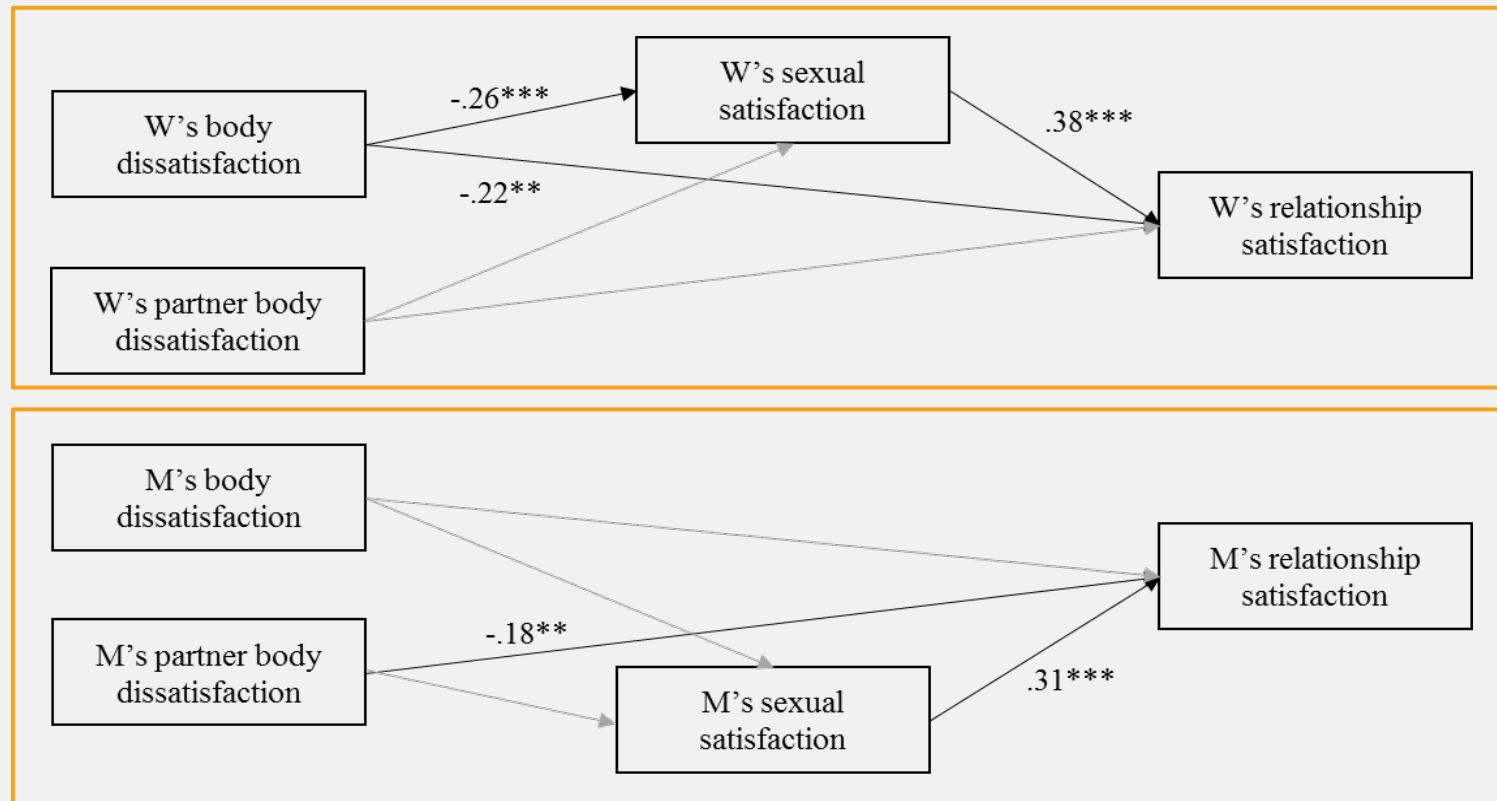 W’s body
dissatisfaction
-.26***
W’s sexual
satisfaction
.38***
-.22**
W’s relationship
satisfaction
W’s partner body
dissatisfaction
M’s body
dissatisfaction
M’s relationship
satisfaction
M’s partner body
dissatisfaction
-.18**
M’s sexual
satisfaction
.31***